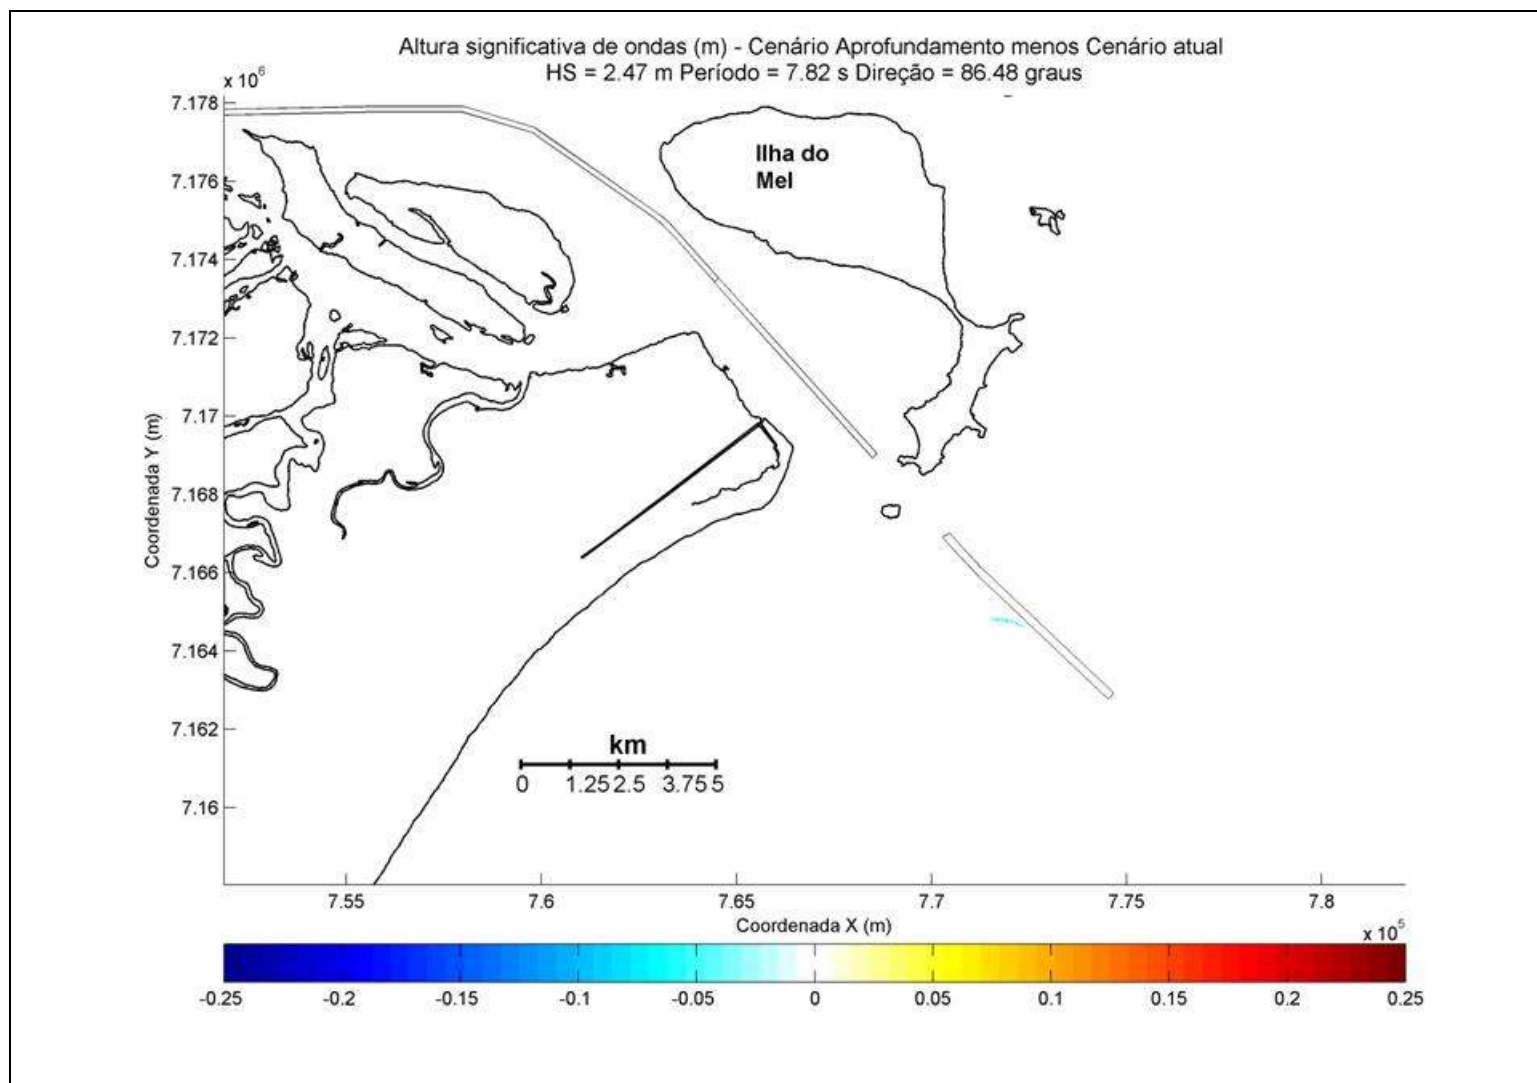 Altura significativa de ondas (m) - Cenário Aprofundamento menos Cenário atual
HS = 2.47 m Período = 7.82 s Direção = 86.48 graus
x 10^6
7.178
7.176
7.174
7.172
7.17
7.168
7.166
7.164
7.162
7.16
Coordenada Y (m)
Ilha do
Mel
km
0 1.25 2.5 3.75 5
7.55 7.6 7.65 7.7 7.75 7.8
Coordenada X (m)
x 10^5
-0.25 -0.2 -0.15 -0.1 -0.05 0 0.05 0.1 0.15 0.2 0.25